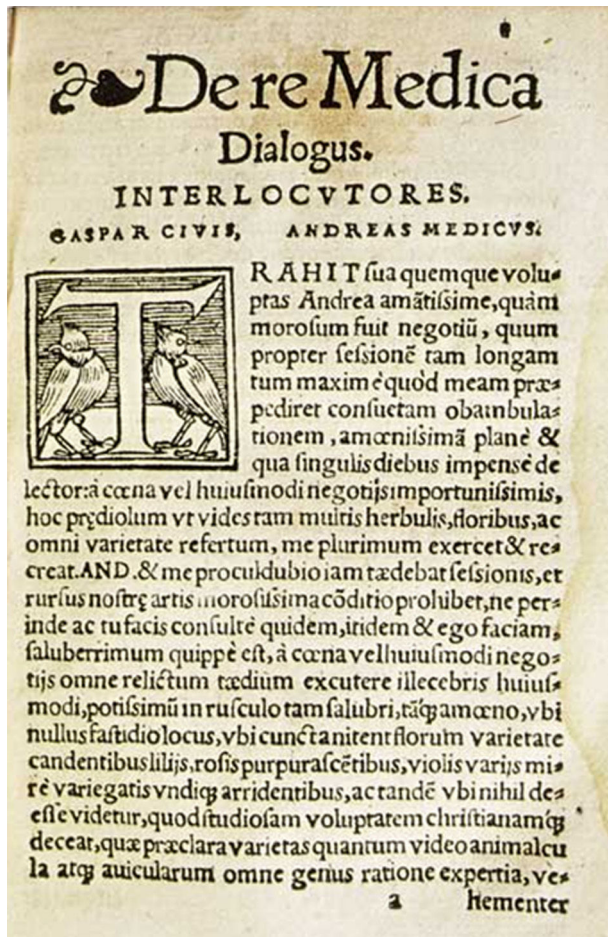 De re Medica
Dialogus.
INTERLOCVTORES.
GASPAR CIVIS, ANDREAS MEDICVS.
TRAHIT sua quemque volu-
ptas Andrea amãtissime, quàm
morosum fuit negotiũ, quum
propter sessionẽ tam longam
tum maximè quòd meam præ-
pediret consuetam obambula-
tionem, amœnissimã planè &
qua singulis diebus impensè de
lector: à cœna vel huiusmodi negotijs importunissimis,
hoc prędiolum vt vides tam multis herbulis, floribus, ac
omni varietate refertum, me plurimum exercet & re-
creat. AND. & me proculdubio iam tædebat sessionis, et
rursus nostrę artis morosissima cõditio prohibet, ne per-
inde ac tu facis consultè quidem, itidem & ego faciam,
saluberrimum quippè est, à cœna vel huiusmodi nego-
tijs omne relictum tædium excutere illecebris huius-
modi, potissimũ in rusculo tam salubri, tãq; amœno, vbi
nullus fastidio locus, vbi cuncta nitent florum varietate
candentibus lilijs, rosis purpurascẽtibus, violis varijs mi-
rè variegatis vndiq; arridentibus, ac tandẽ vbi nihil de-
esse videtur, quod studiosam voluptatem christianamq;
deceat, quæ præclara varietas quantum video animalcu
la atq; auicularum omne genus ratione expertia, ve-
a hementer